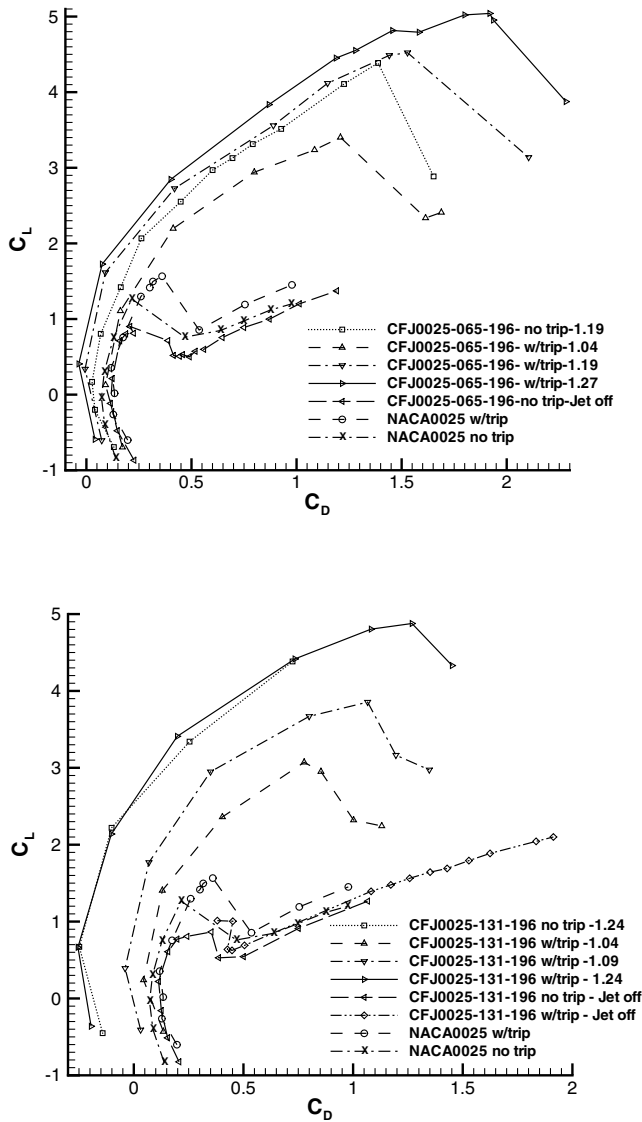 5
4
3
2
1
0
-1
C_L
0 0.5 1 1.5 2
C_D
CFJ0025-065-196- no trip-1.19
CFJ0025-065-196- w/trip-1.04
CFJ0025-065-196- w/trip-1.19
CFJ0025-065-196- w/trip-1.27
CFJ0025-065-196-no trip-Jet off
NACA0025 w/trip
NACA0025 no trip
5
4
3
2
1
0
-1
C_L
0 0.5 1 1.5 2
C_D
CFJ0025-131-196 no trip -1.24
CFJ0025-131-196 w/trip -1.04
CFJ0025-131-196 w/trip -1.09
CFJ0025-131-196 w/trip - 1.24
CFJ0025-131-196 no trip - Jet off
CFJ0025-131-196 w/trip - Jet off
NACA0025 w/trip
NACA0025 no trip